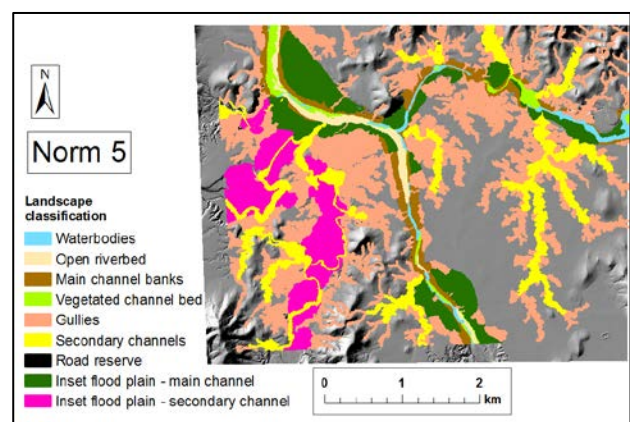 N
Norm 5
Landscape
classification
Waterbodies
Open riverbed
Main channel banks
Vegetated channel bed
Gullies
Secondary channels
Road reserve
Inset flood plain - main channel
Inset flood plain - secondary channel
0 1 2
km